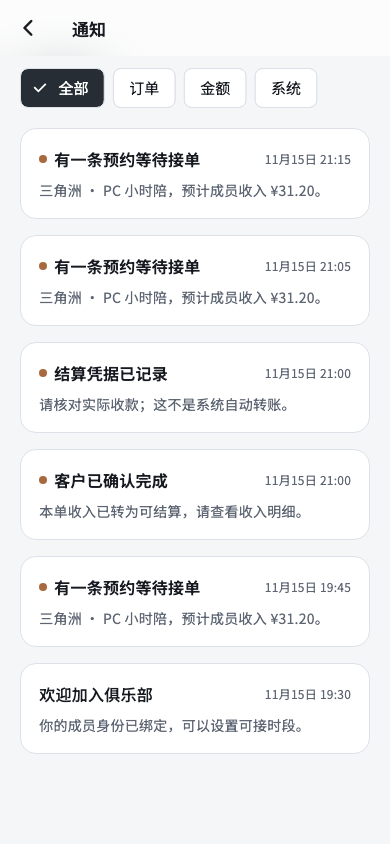 通知
全部 订单 金额 系统
有一条预约等待接单 11月15日 21:15
三角洲 · PC 小时陪，预计成员收入 ¥31.20。
有一条预约等待接单 11月15日 21:05
三角洲 · PC 小时陪，预计成员收入 ¥31.20。
结算凭据已记录 11月15日 21:00
请核对实际收款；这不是系统自动转账。
客户已确认完成 11月15日 21:00
本单收入已转为可结算，请查看收入明细。
有一条预约等待接单 11月15日 19:45
三角洲 · PC 小时陪，预计成员收入 ¥31.20。
欢迎加入俱乐部 11月15日 19:30
你的成员身份已绑定，可以设置可接时段。